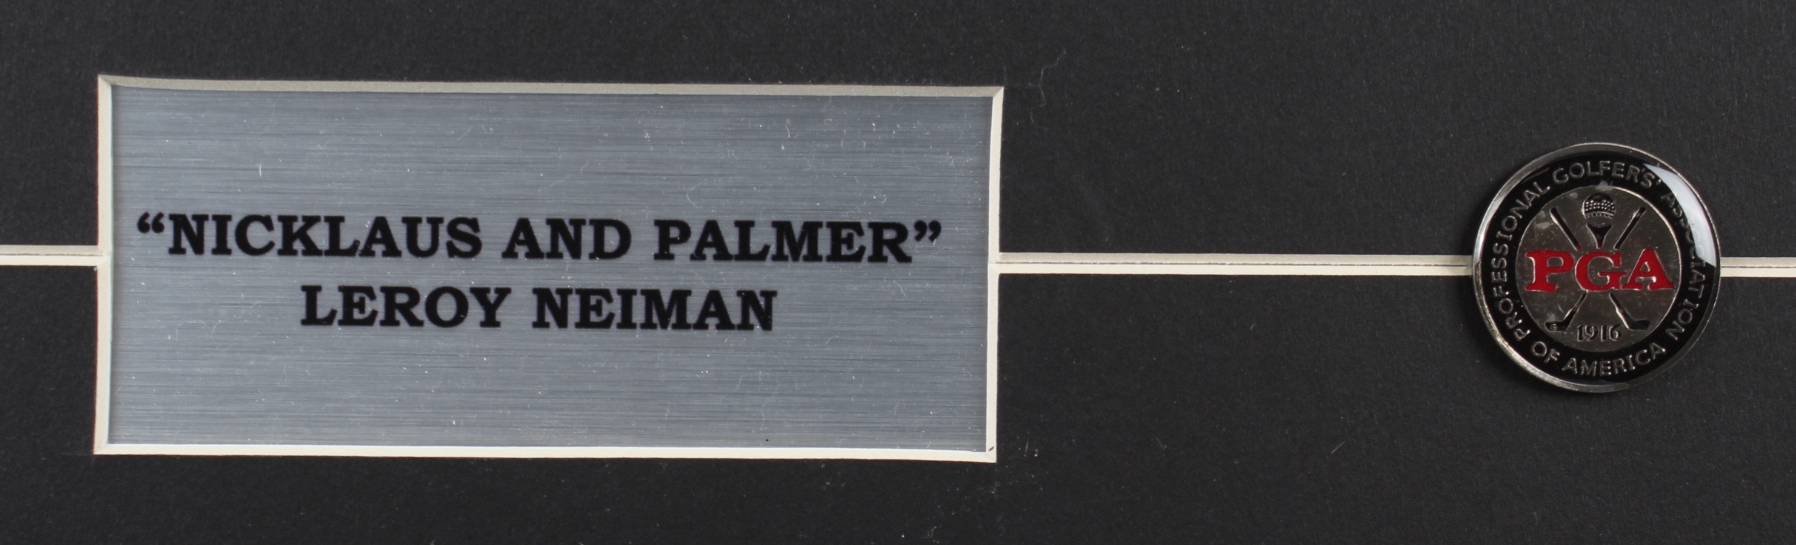 “NICKLAUS AND PALMER”
LEROY NEIMAN
PROFESSIONAL GOLFERS' ASSOCIATION OF AMERICA
PGA
1916